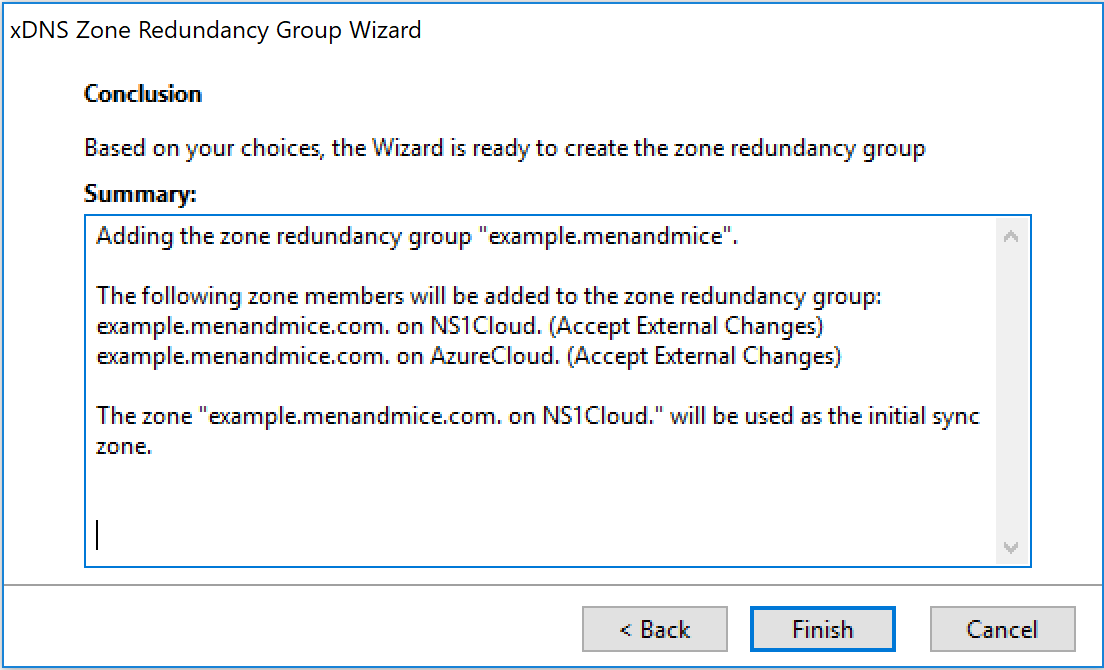 xDNS Zone Redundancy Group Wizard
Conclusion
Based on your choices, the Wizard is ready to create the zone redundancy group
Summary:
Adding the zone redundancy group "example.menandmice".
The following zone members will be added to the zone redundancy group:
example.menandmice.com. on NS1Cloud. (Accept External Changes)
example.menandmice.com. on AzureCloud. (Accept External Changes)
The zone "example.menandmice.com. on NS1Cloud." will be used as the initial sync
zone.
< Back
Finish
Cancel